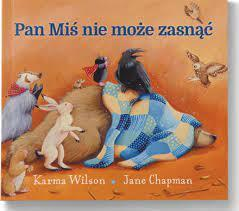 Pan Miś nie może zasnąć
Karma Wilson • Jane Chapman